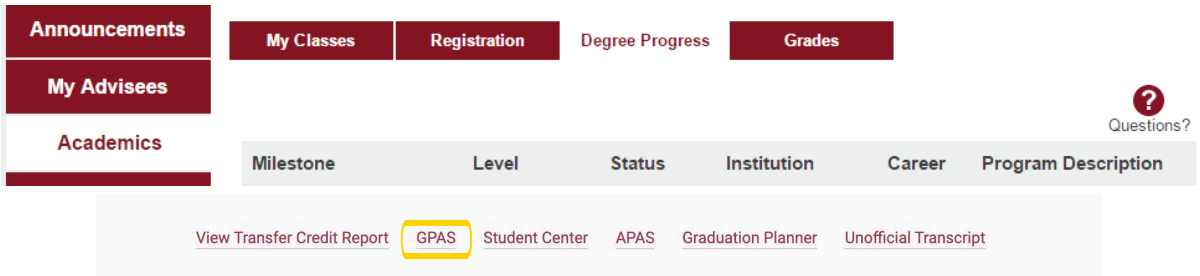 Announcements
My Advisees
Academics
My Classes Registration Degree Progress Grades
?
Questions?
Milestone Level Status Institution Career Program Description
View Transfer Credit Report GPAS Student Center APAS Graduation Planner Unofficial Transcript